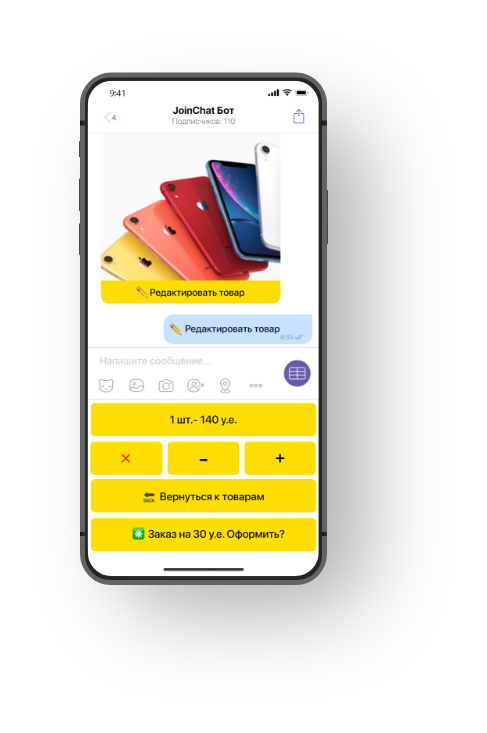 9:41
JoinChat Бот
4
Подписчиков: 110
✏️ Редактировать товар
✏️ Редактировать товар
6:55
Напишите сообщение...
1 шт.- 140 у.е.
×
–
+
BACK Вернуться к товарам
✳️ Заказ на 30 у.е. Оформить?